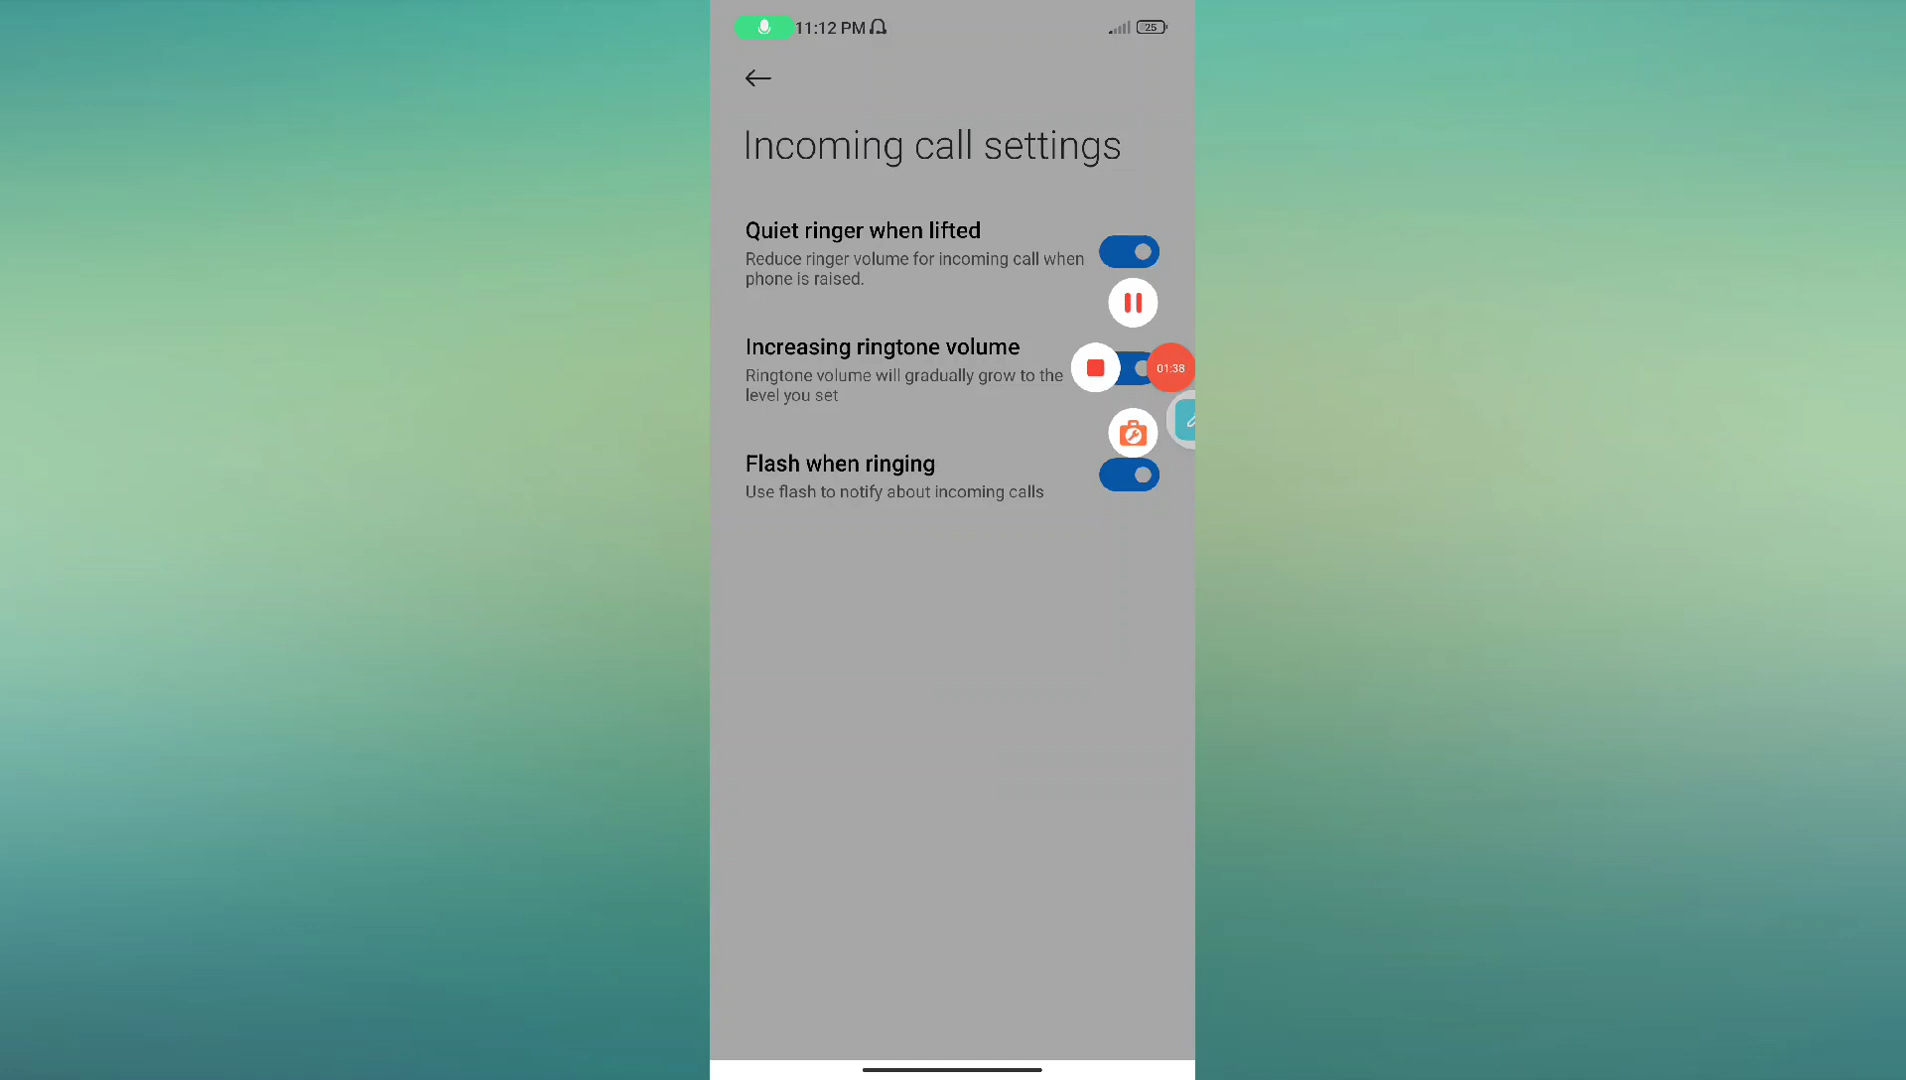 11:12 PM
25
Incoming call settings
Quiet ringer when lifted
Reduce ringer volume for incoming call when
phone is raised.
Increasing ringtone volume
01:38
Ringtone volume will gradually grow to the
level you set
Flash when ringing
Use flash to notify about incoming calls